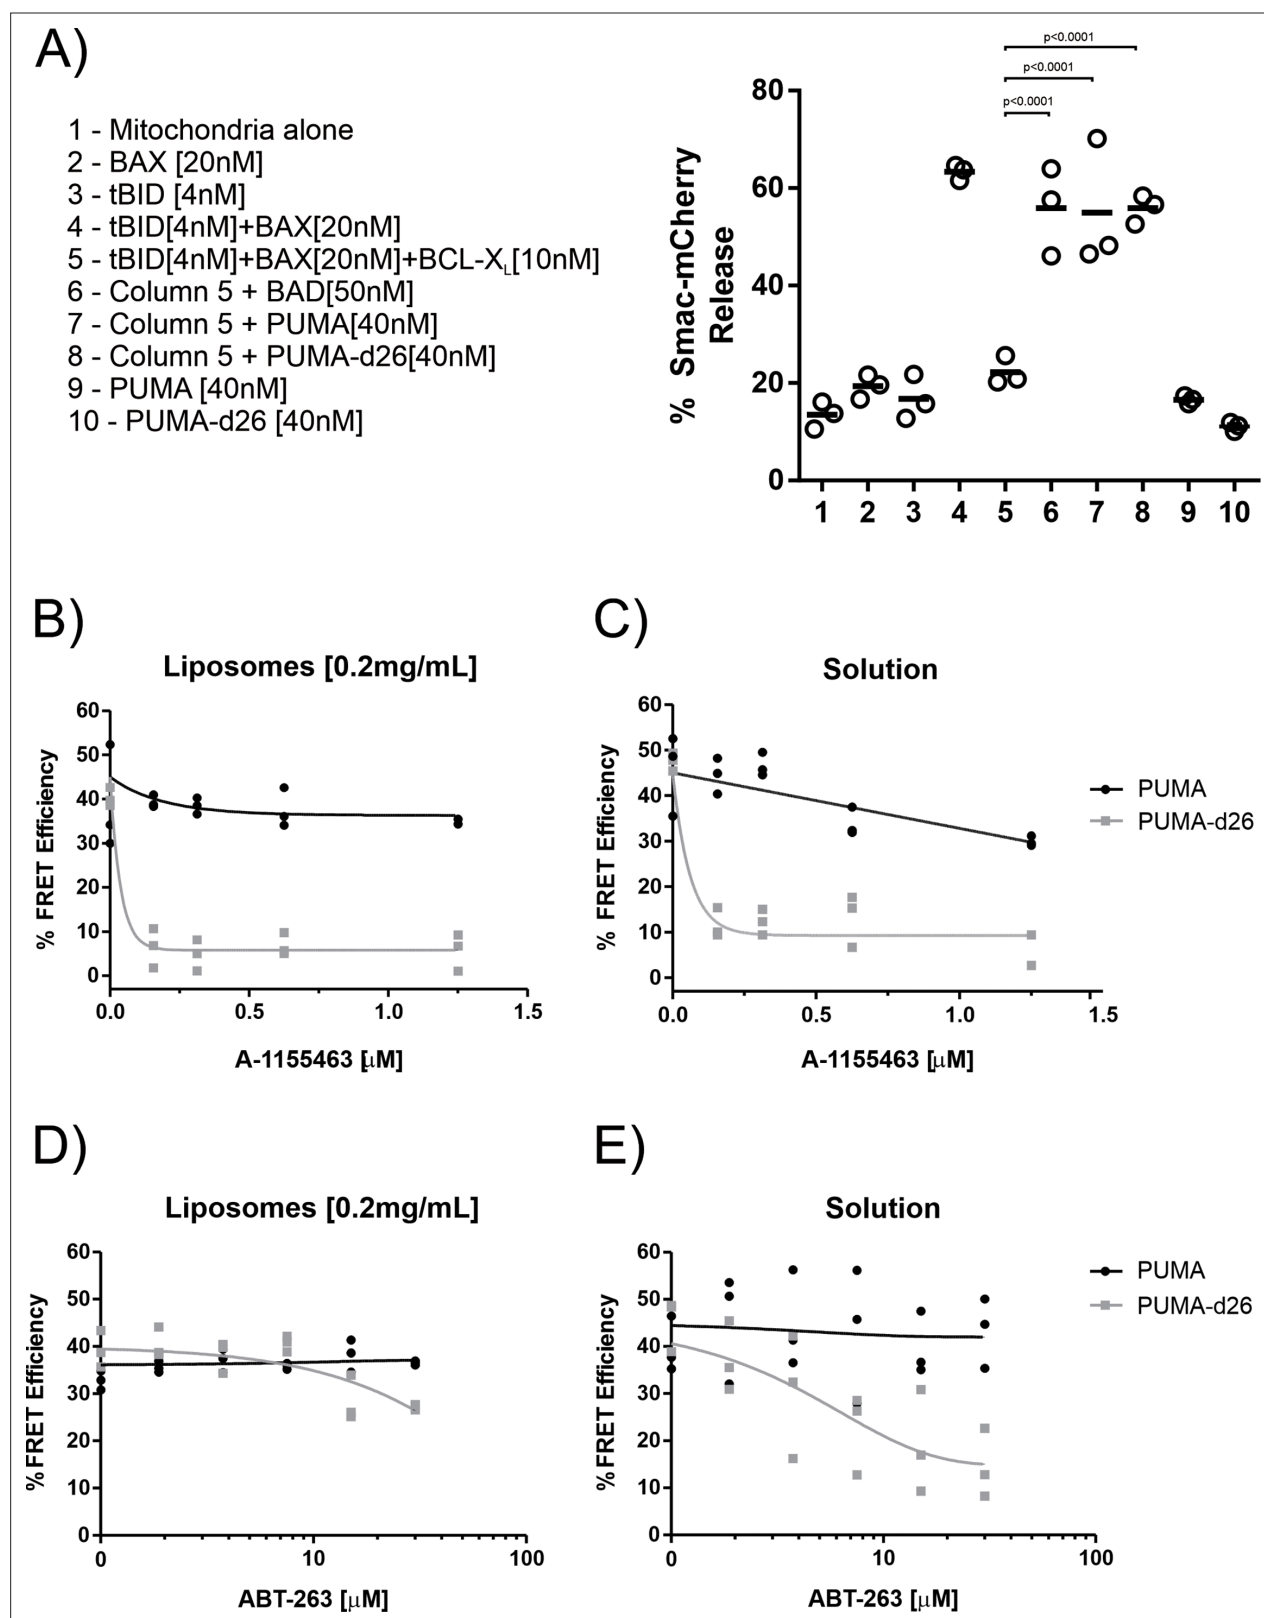 A)
1 - Mitochondria alone
2 - BAX [20nM]
3 - tBID [4nM]
4 - tBID[4nM]+BAX[20nM]
5 - tBID[4nM]+BAX[20nM]+BCL-XL[10nM]
6 - Column 5 + BAD[50nM]
7 - Column 5 + PUMA[40nM]
8 - Column 5 + PUMA-d26[40nM]
9 - PUMA [40nM]
10 - PUMA-d26 [40nM]
% Smac-mCherry
Release
p<0.0001
p<0.0001
p<0.0001
80
60
40
20
0
1 2 3 4 5 6 7 8 9 10
B)
Liposomes [0.2mg/mL]
% FRET Efficiency
60
50
40
30
20
10
0
0.0 0.5 1.0 1.5
A-1155463 [μM]
C)
Solution
% FRET Efficiency
60
50
40
30
20
10
0
0.0 0.5 1.0 1.5
A-1155463 [μM]
PUMA
PUMA-d26
D)
Liposomes [0.2mg/mL]
% FRET Efficiency
60
50
40
30
20
10
0
0 10 100
ABT-263 [μM]
E)
Solution
% FRET Efficiency
60
50
40
30
20
10
0
0 10 100
ABT-263 [μM]
PUMA
PUMA-d26